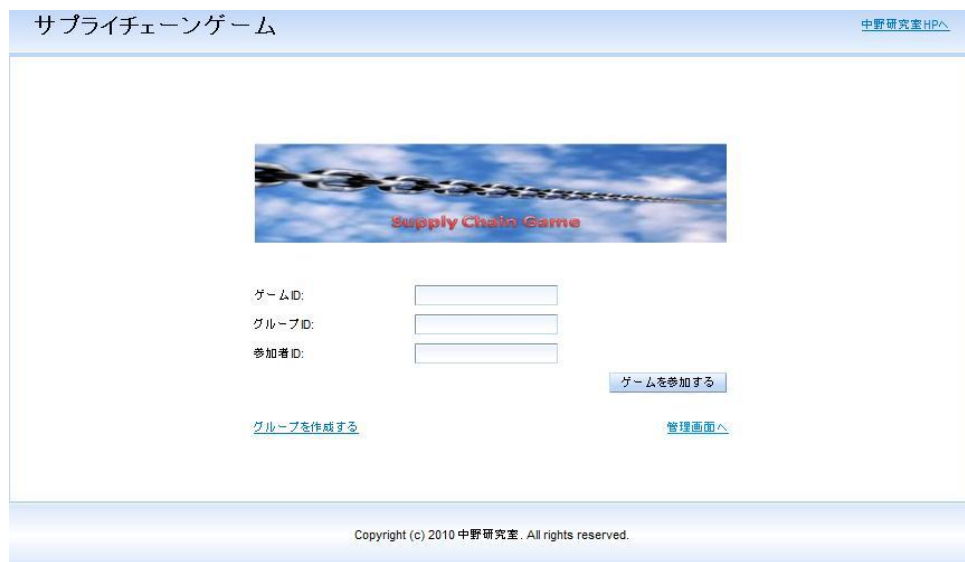 サプライチェーンゲーム
中野研究室HPへ
Supply Chain Game
ゲームID:
グループID:
参加者ID:
ゲームを参加する
グループを作成する
管理画面へ
Copyright (c) 2010 中野研究室. All rights reserved.